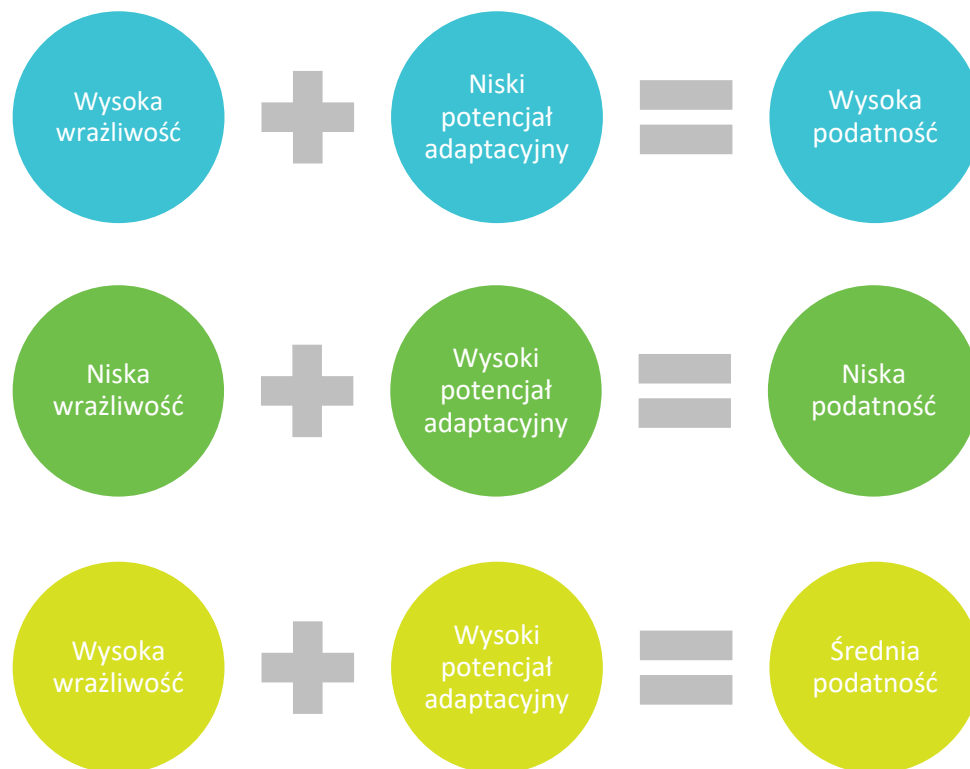 Wysoka
wrażliwość
Niski
potencjał
adaptacyjny
Wysoka
podatność
Niska
wrażliwość
Wysoki
potencjał
adaptacyjny
Niska
podatność
Wysoka
wrażliwość
Wysoki
potencjał
adaptacyjny
Średnia
podatność